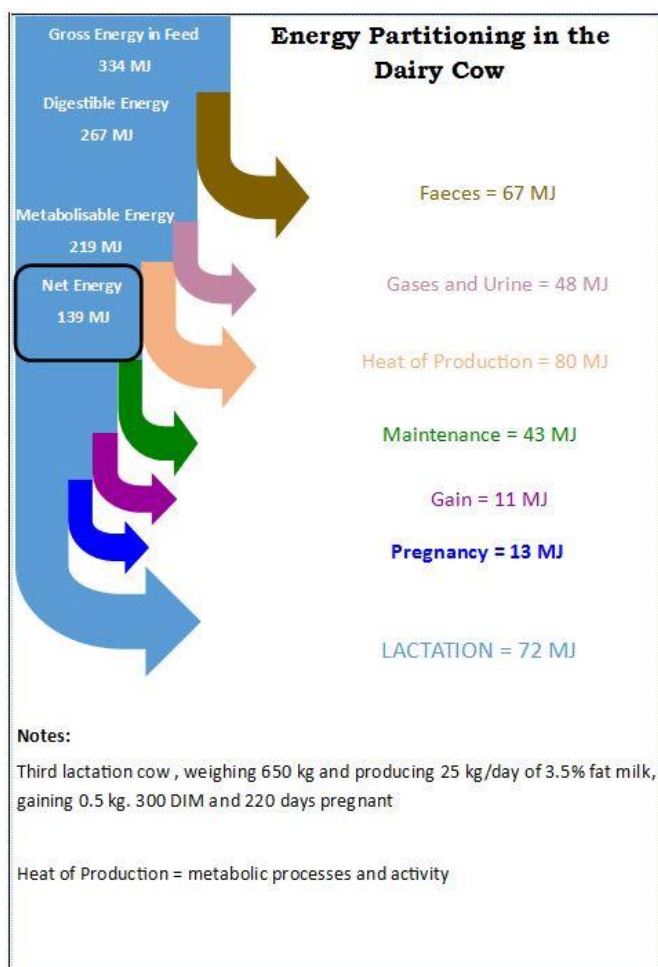 Energy Partitioning in the
Dairy Cow
Gross Energy in Feed
334 MJ
Digestible Energy
267 MJ
Faeces = 67 MJ
Metabolisable Energy
219 MJ
Gases and Urine = 48 MJ
Net Energy
139 MJ
Heat of Production = 80 MJ
Maintenance = 43 MJ
Gain = 11 MJ
Pregnancy = 13 MJ
LACTATION = 72 MJ
Notes:
Third lactation cow , weighing 650 kg and producing 25 kg/day of 3.5% fat milk,
gaining 0.5 kg. 300 DIM and 220 days pregnant
Heat of Production = metabolic processes and activity